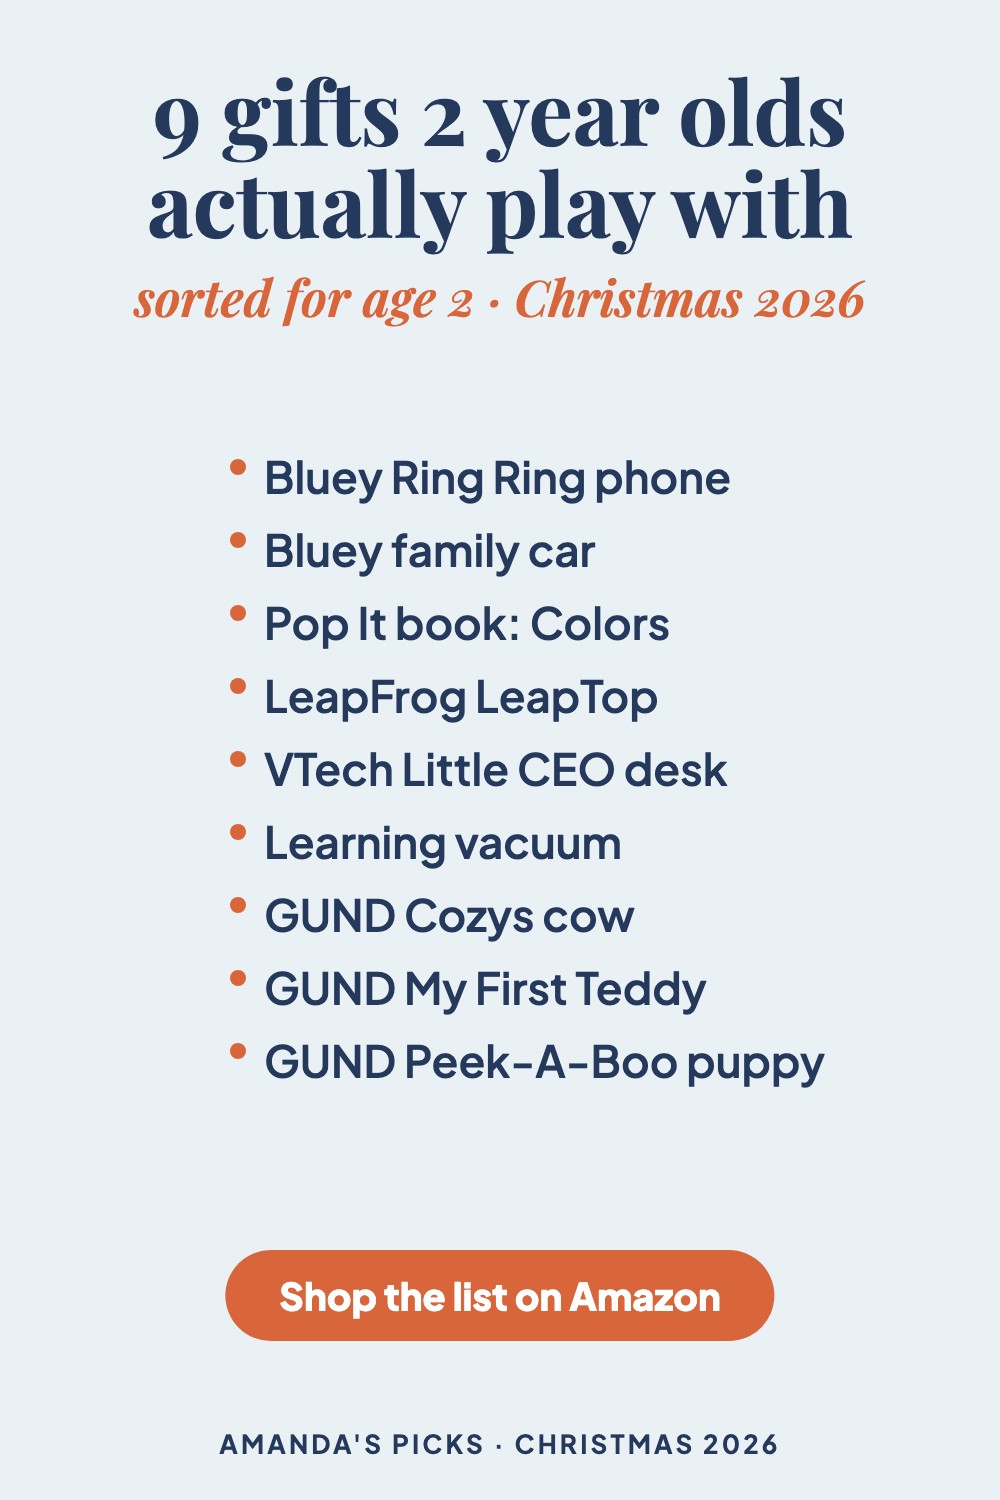 9 gifts 2 year olds
actually play with
sorted for age 2 · Christmas 2026
• Bluey Ring Ring phone
• Bluey family car
• Pop It book: Colors
• LeapFrog LeapTop
• VTech Little CEO desk
• Learning vacuum
• GUND Cozys cow
• GUND My First Teddy
• GUND Peek-A-Boo puppy
Shop the list on Amazon
AMANDA'S PICKS · CHRISTMAS 2026